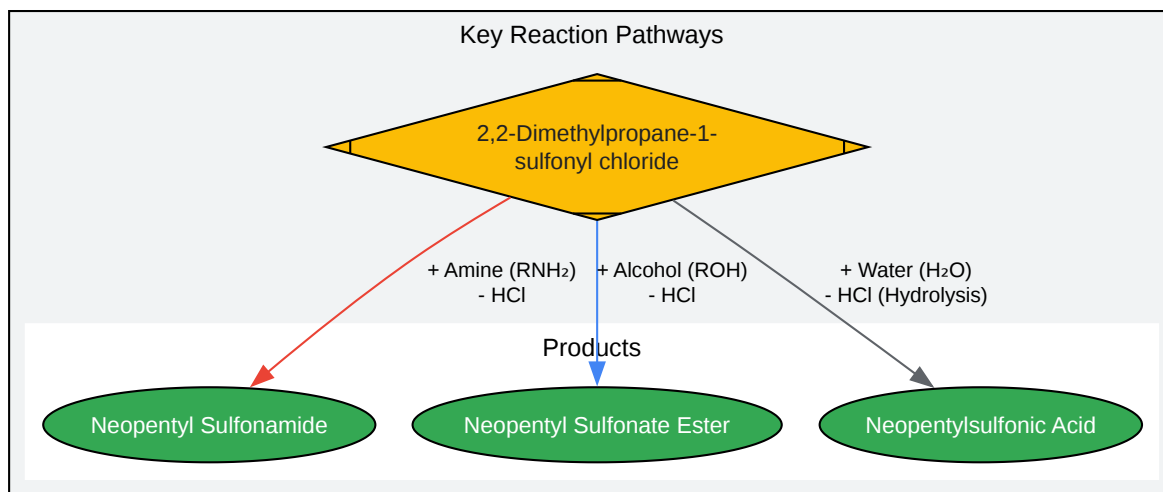 Key Reaction Pathways
2,2-Dimethylpropane-1-
sulfonyl chloride
+ Amine (RNH₂)
- HCl
+ Alcohol (ROH)
- HCl
+ Water (H₂O)
- HCl (Hydrolysis)
Products
Neopentyl Sulfonamide
Neopentyl Sulfonate Ester
Neopentylsulfonic Acid